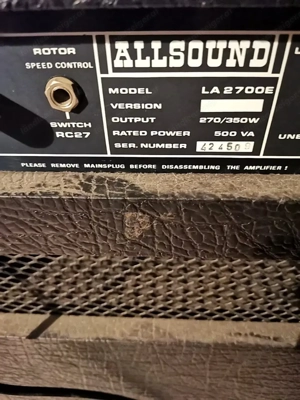 ROTOR
SPEED CONTROL
SWITCH
RC27
ALLSOUND
MODEL LA 2700E
VERSION
OUTPUT 270/350W
RATED POWER 500 VA
SER. NUMBER
PLEASE REMOVE MAINSPLUG BEFORE DISASSEMBLING THE AMPLIFIER !